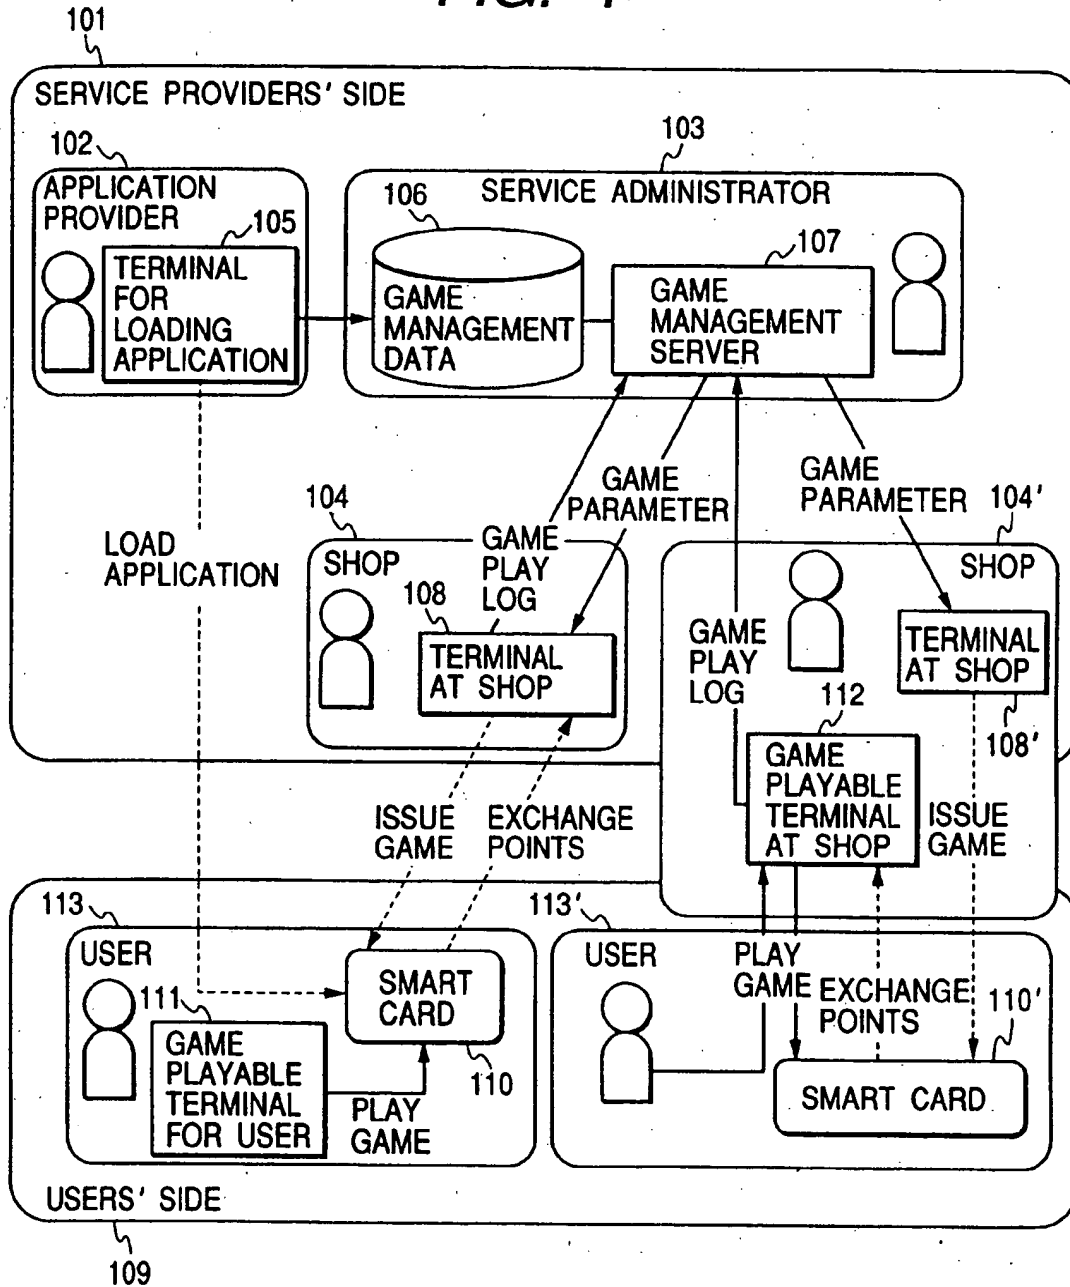 101
SERVICE PROVIDERS' SIDE
102
103
APPLICATION
PROVIDER
SERVICE ADMINISTRATOR
105
106
107
TERMINAL
FOR
LOADING
APPLICATION
GAME
MANAGEMENT
DATA
GAME
MANAGEMENT
SERVER
LOAD
APPLICATION
GAME
PARAMETER
GAME
PARAMETER
104
104'
SHOP
GAME
PLAY
LOG
SHOP
108
TERMINAL
AT SHOP
GAME
PLAY
LOG
TERMINAL
AT SHOP
112
108'
GAME
PLAYABLE
TERMINAL
AT SHOP
ISSUE
GAME
EXCHANGE
POINTS
ISSUE
GAME
113
113'
USER
SMART
CARD
110
111
GAME
PLAYABLE
TERMINAL
FOR USER
PLAY
GAME
USER
PLAY
GAME
EXCHANGE
POINTS
110'
SMART CARD
USERS' SIDE
109